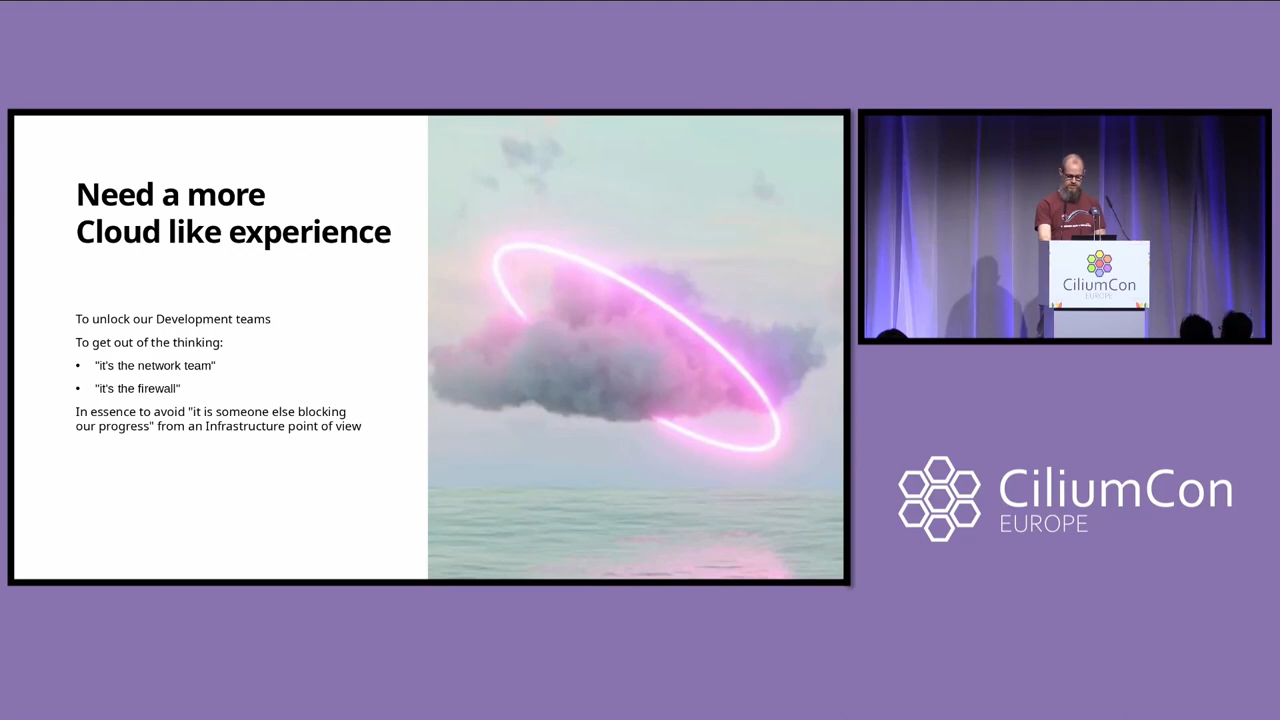 Need a more
Cloud like experience
To unlock our Development teams
To get out of the thinking:
• "it's the network team"
• "it's the firewall"
In essence to avoid "it is someone else blocking
our progress" from an Infrastructure point of view
CiliumCon
EUROPE
CiliumCon
EUROPE